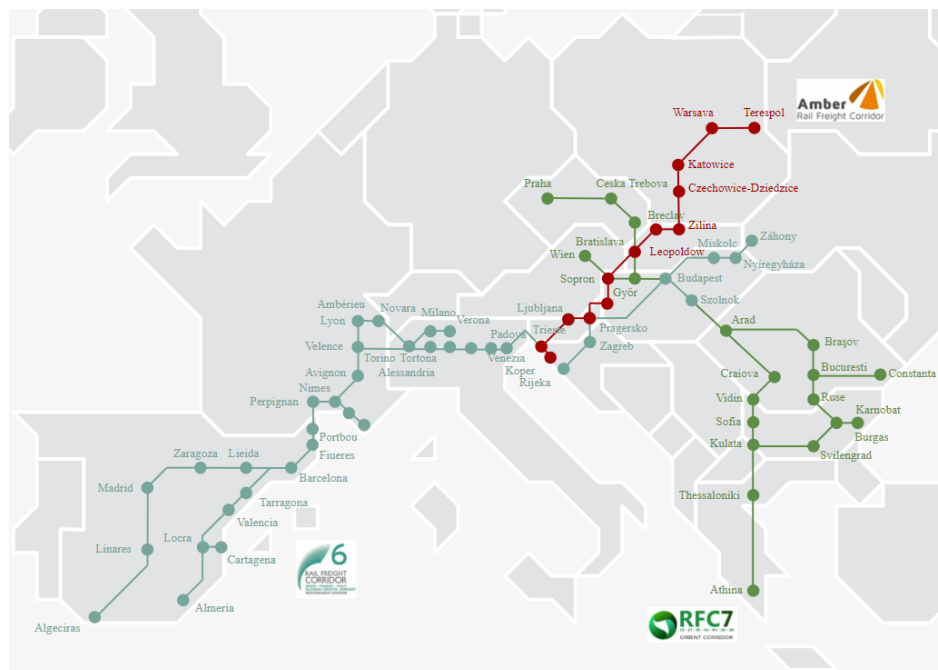 Amber
Rail Freight Corridor
Warsava
Terespol
Katowice
Czechowice-Dziedzice
Praha
Ceska Trebova
Breclav
Zilina
Bratislava
Wien
Leopoldow
Miskolc
Záhony
Nyíregyháza
Sopron
Budapest
Győr
Szolnok
Ambérieu
Novara
Lyon
Milano
Verona
Ljubljana
Pragersko
Arad
Velence
Torino
Tortona
Alessandria
Padova
Venezia
Trieste
Zagreb
Koper
Rijeka
Braşov
Avignon
Nimes
Craiova
Bucuresti
Constanta
Perpignan
Vidin
Ruse
Karnobat
Sofia
Burgas
Portbou
Kulata
Fiueres
Svilengrad
Zaragoza
Lieida
Barcelona
Madrid
Tarragona
Thessaloniki
Valencia
Linares
Locra
Cartagena
6
RAIL FREIGHT
CORRIDOR
Almeria
Athina
Algeciras
RFC7
ORIENT CORRIDOR